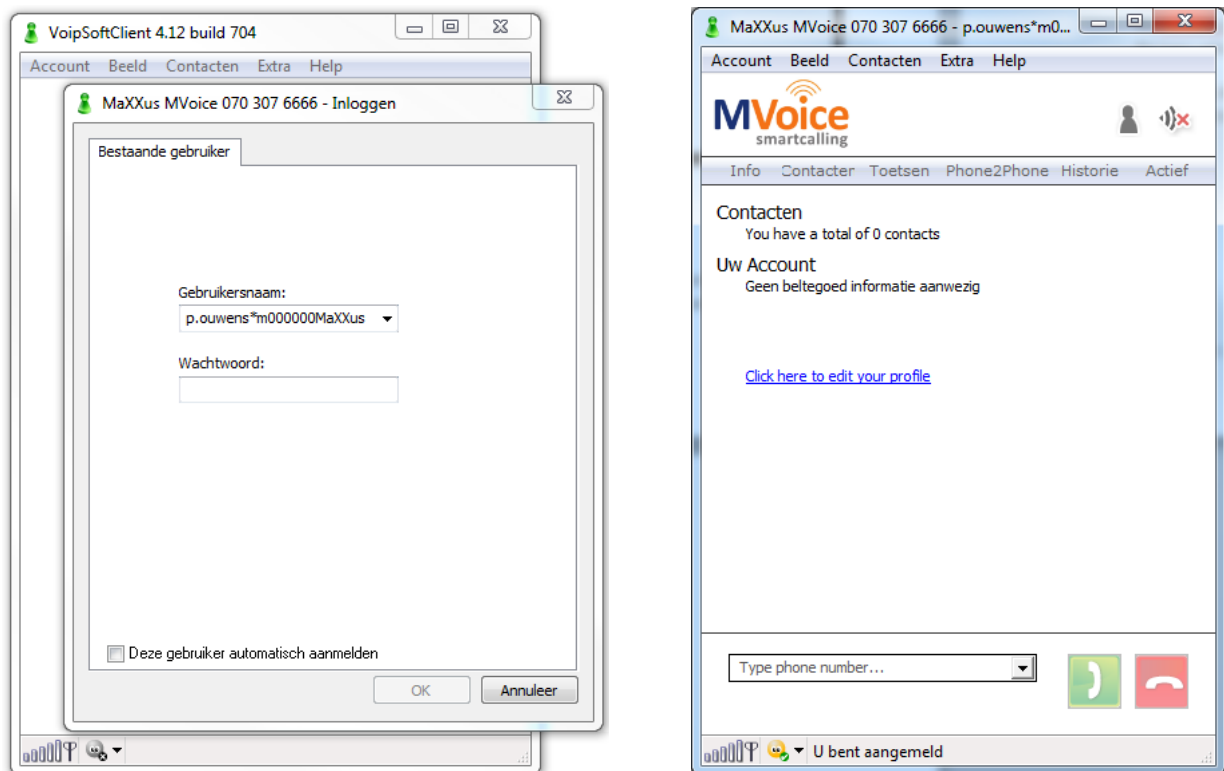 VoipSoftClient 4.12 build 704
Account Beeld Contacten Extra Help
MaXXus MVoice 070 307 6666 - Inloggen
Bestaande gebruiker
Gebruikersnaam:
p.ouwens*m000000MaXXus
Wachtwoord:
Deze gebruiker automatisch aanmelden
OK Annuleer
MaXXus MVoice 070 307 6666 - p.ouwens*m0...
Account Beeld Contacten Extra Help
MVoice
smartcalling
Info Contacter Toetsen Phone2Phone Historie Actief
Contacten
You have a total of 0 contacts
Uw Account
Geen beltegoed informatie aanwezig
Click here to edit your profile
Type phone number...
U bent aangemeld